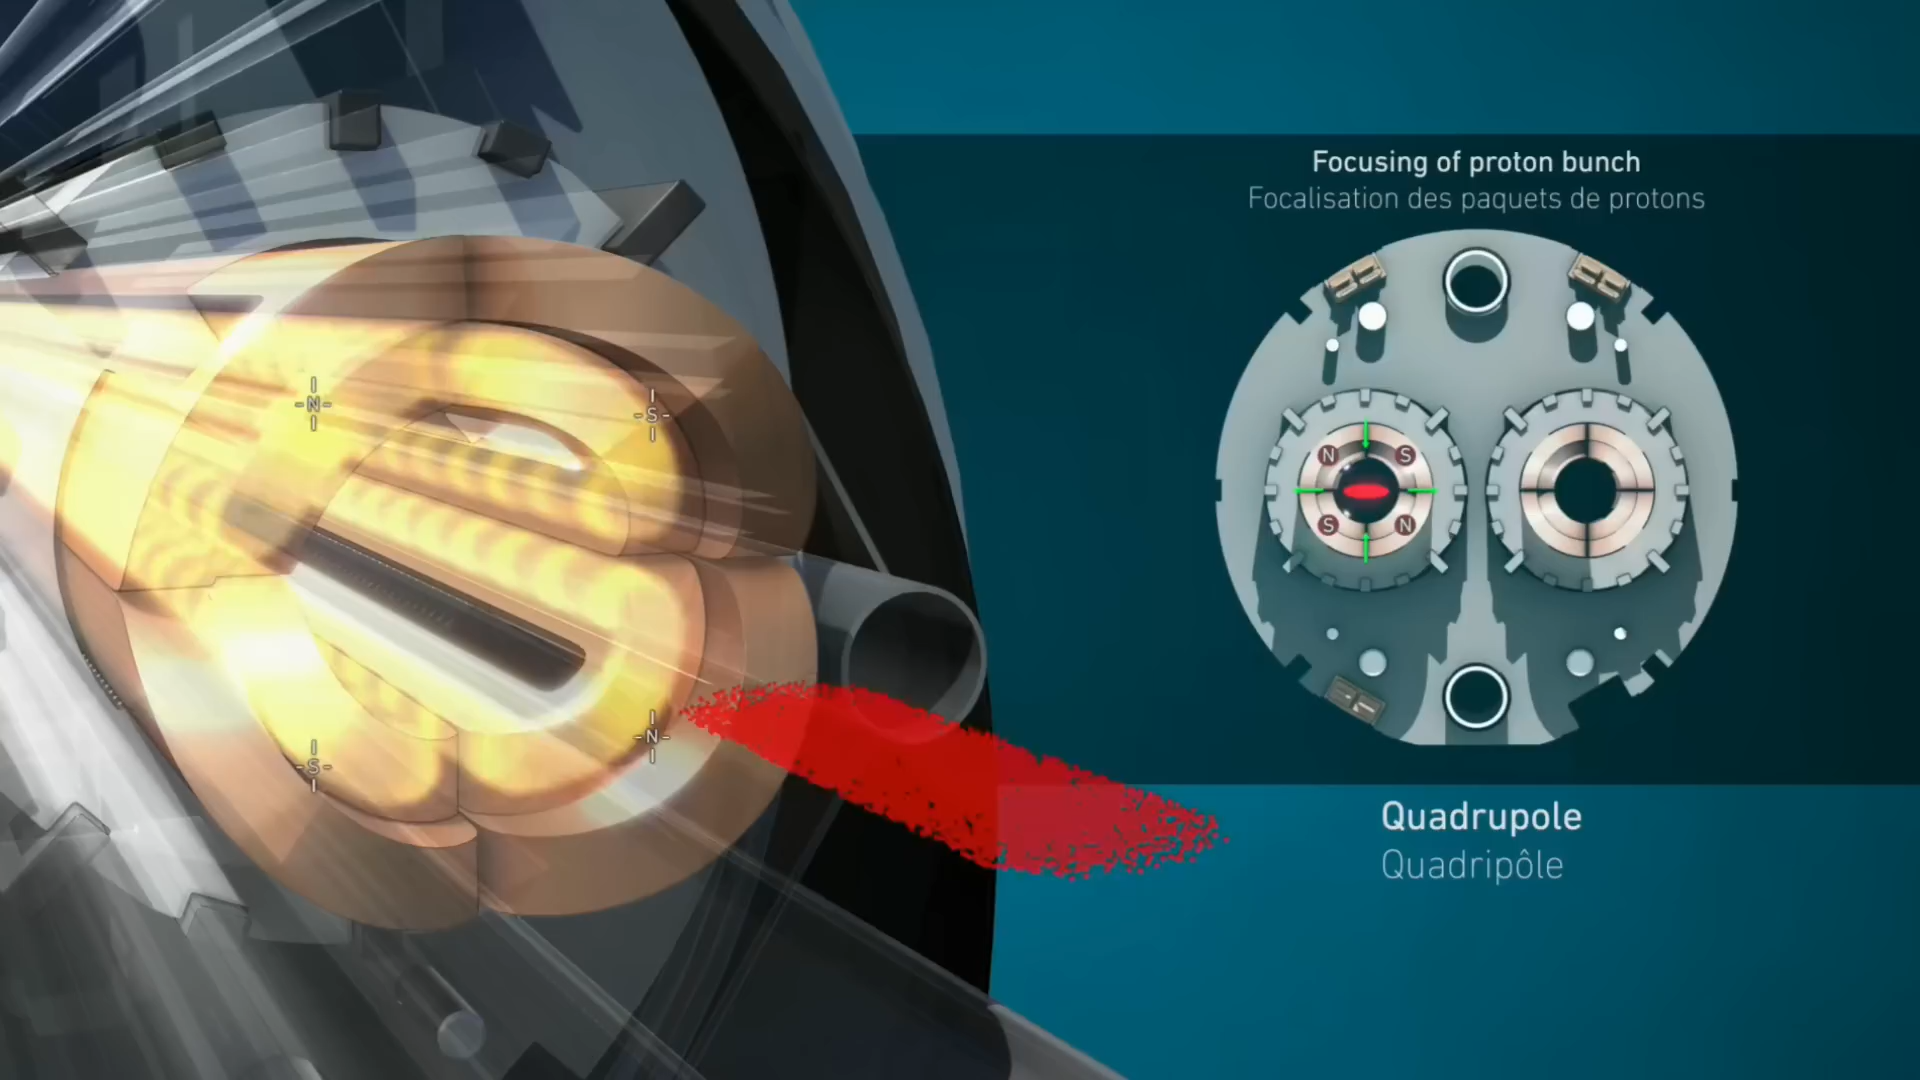 Focusing of proton bunch
Focalisation des paquets de protons
N S
N S
S N
S N
Quadrupole
Quadripôle